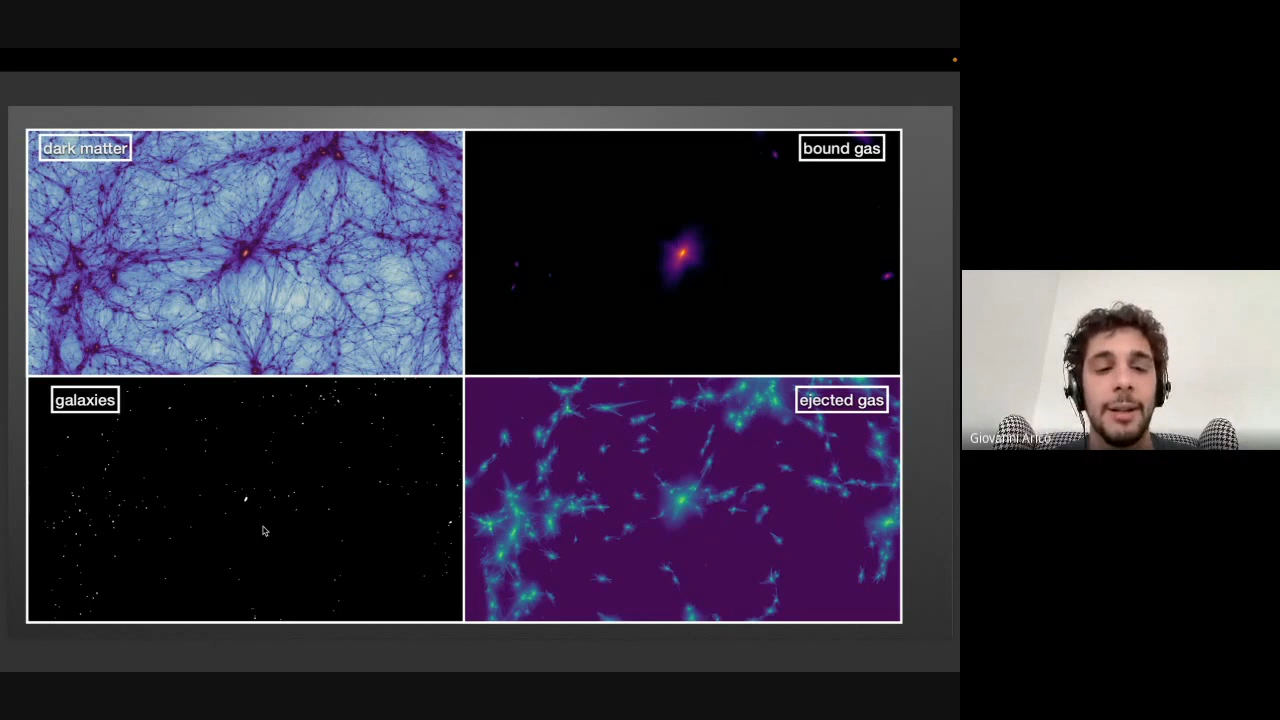 dark matter
bound gas
galaxies
ejected gas
Giovanni Aricò